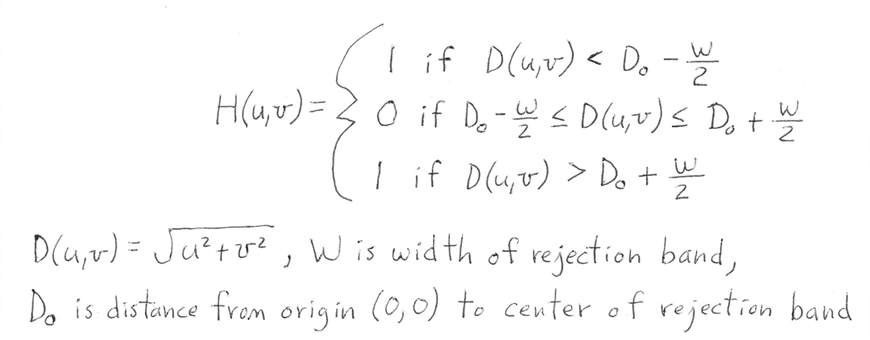 1 if D(u,v) < D₀ - W/2
H(u,v) = { 0 if D₀ - W/2 ≤ D(u,v) ≤ D₀ + W/2
1 if D(u,v) > D₀ + W/2
D(u,v) = √(u²+v²), W is width of rejection band,
D₀ is distance from origin (0,0) to center of rejection band